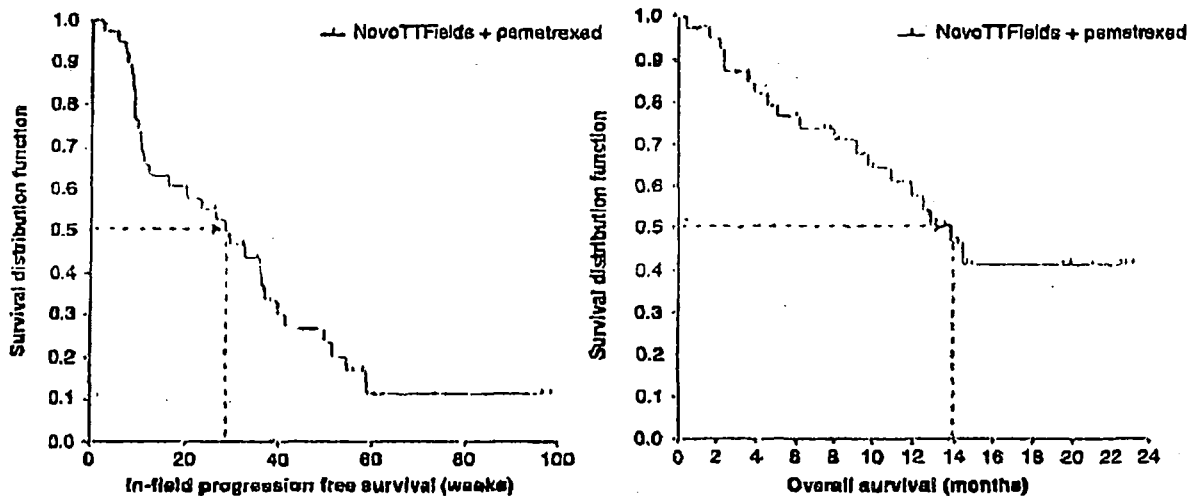 NovoTTFields + pemetrexed
Survival distribution function
1.0
0.9
0.8
0.7
0.6
0.5
0.4
0.3
0.2
0.1
0.0
0 20 40 60 80 100
In-field progression free survival (weeks)
NovoTTFields + pemetrexed
Survival distribution function
1.0
0.9
0.8
0.7
0.6
0.5
0.4
0.3
0.2
0.1
0.0
0 2 4 6 8 10 12 14 16 18 20 22 24
Overall survival (months)